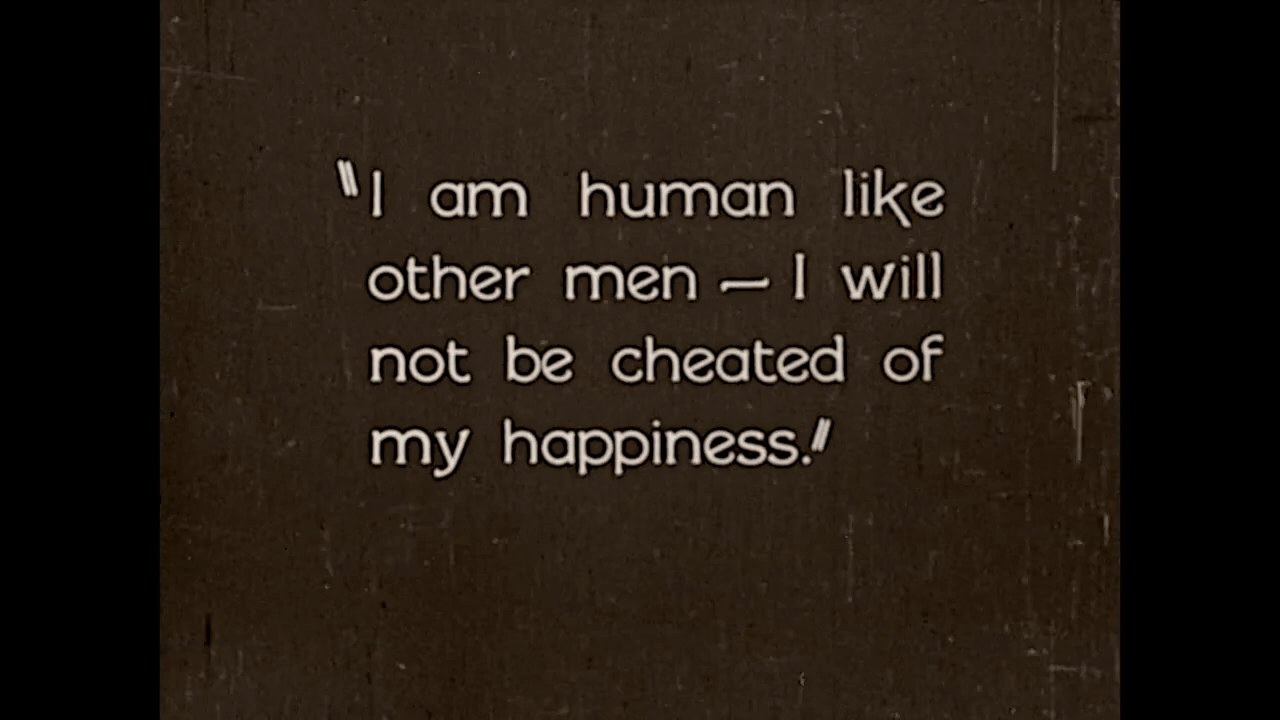 "I am human like
other men — I will
not be cheated of
my happiness."